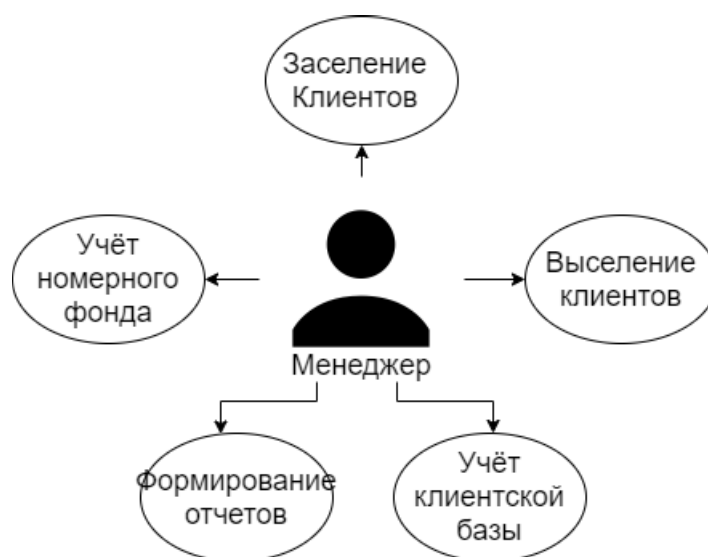 Заселение
Клиентов
Учёт
номерного
фонда
Выселение
клиентов
Менеджер
Формирование
отчетов
Учёт
клиентской
базы